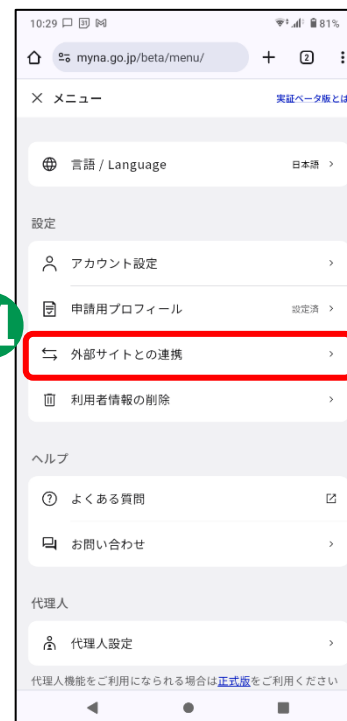 10:29
81%
myna.go.jp/beta/menu/
2
メニュー 実証ベータ版とは
言語 / Language 日本語
設定
アカウント設定
申請用プロフィール 設定済
1
外部サイトとの連携
利用者情報の削除
ヘルプ
よくある質問
お問い合わせ
代理人
代理人設定
代理人機能をご利用になられる場合は正式版をご利用ください